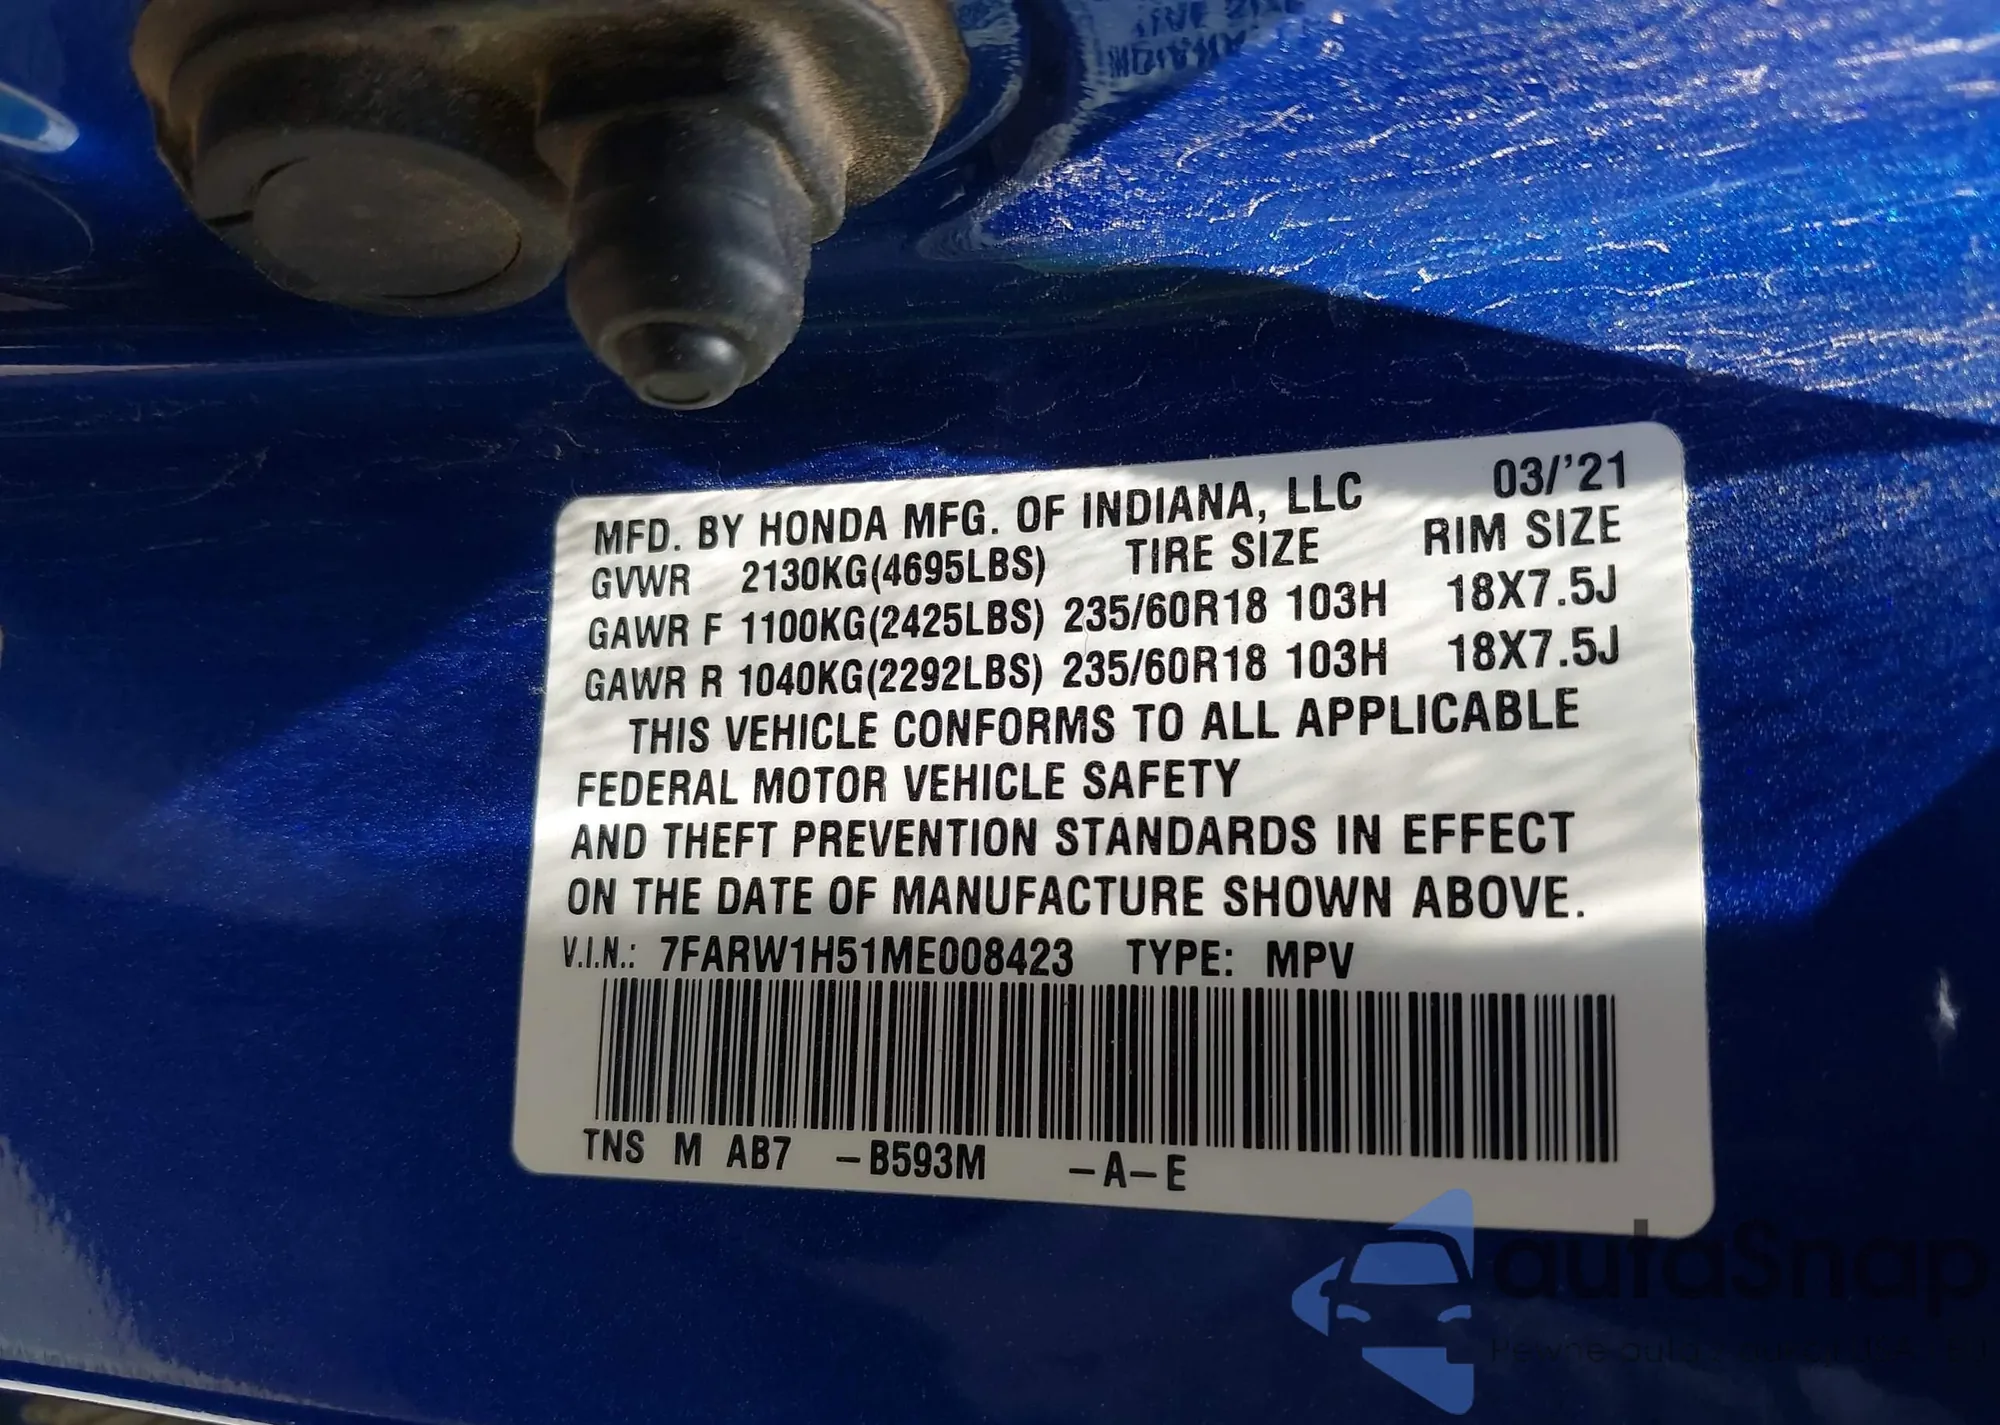 MFD. BY HONDA MFG. OF INDIANA, LLC 03/'21
GVWR 2130KG(4695LBS) TIRE SIZE RIM SIZE
GAWR F 1100KG(2425LBS) 235/60R18 103H 18X7.5J
GAWR R 1040KG(2292LBS) 235/60R18 103H 18X7.5J
THIS VEHICLE CONFORMS TO ALL APPLICABLE
FEDERAL MOTOR VEHICLE SAFETY
AND THEFT PREVENTION STANDARDS IN EFFECT
ON THE DATE OF MANUFACTURE SHOWN ABOVE.
V.I.N.: 7FARW1H51ME008423 TYPE: MPV
TNS M AB7 -B593M -A-E
autaSnap